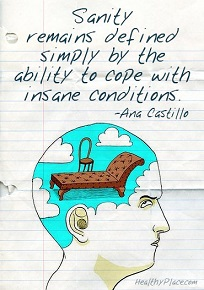 Sanity
remains defined
simply by the
ability to cope with
insane conditions.
-Ana Castillo
HealthyPlace.com